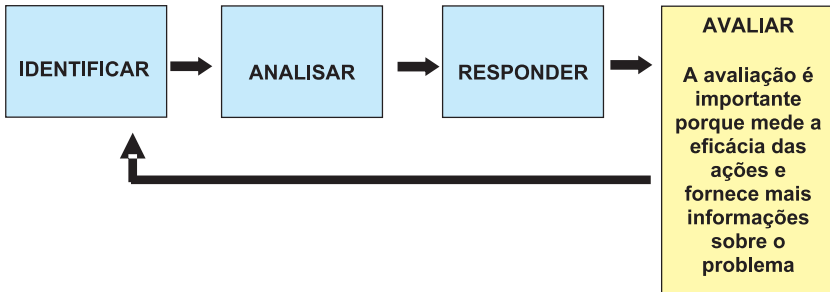 IDENTIFICAR
ANALISAR
RESPONDER
AVALIAR
A avaliação é
importante
porque mede a
eficácia das
ações e
fornece mais
informações
sobre o
problema